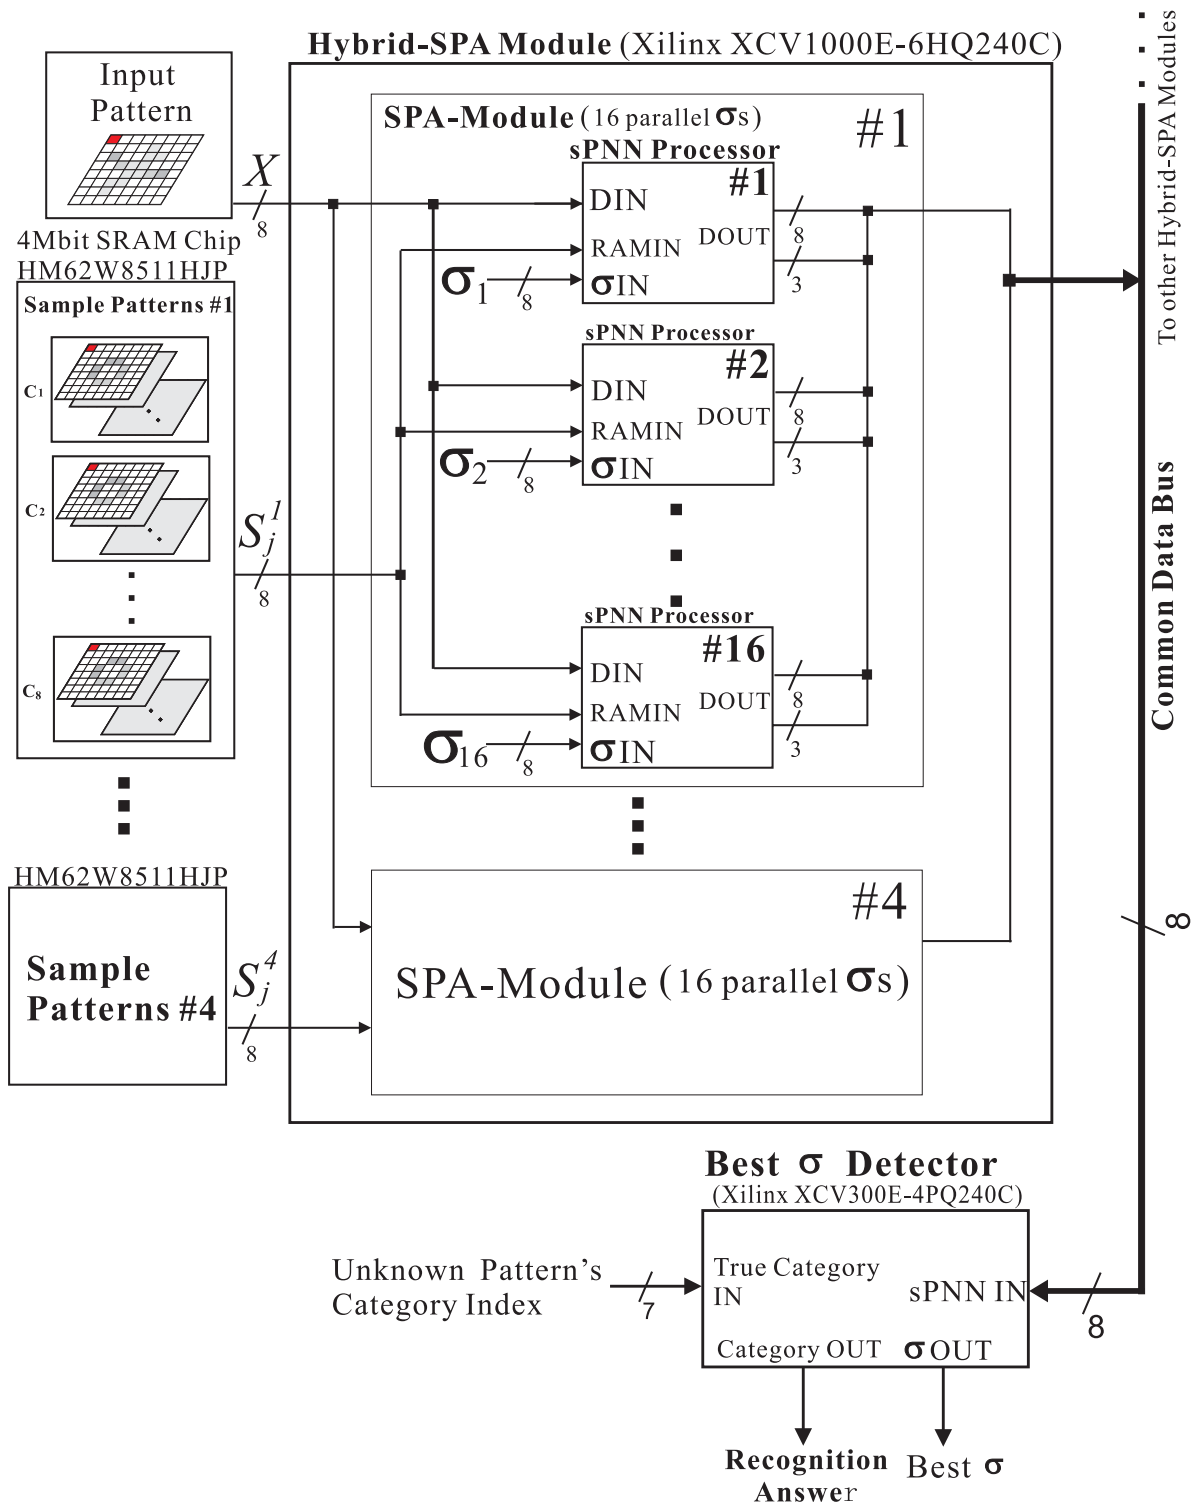 Hybrid-SPA Module (Xilinx XCV1000E-6HQ240C)
Input
Pattern
X
8
4Mbit SRAM Chip
HM62W8511HJP
Sample Patterns #1
C1
C2
C8
S_j^1
8
SPA-Module (16 parallel σs)
#1
sPNN Processor
#1
DIN
RAMIN
σIN
DOUT
8
3
σ1
8
sPNN Processor
#2
DIN
RAMIN
σIN
DOUT
8
3
σ2
8
sPNN Processor
#16
DIN
RAMIN
σIN
DOUT
8
3
σ16
8
HM62W8511HJP
Sample
Patterns #4
S_j^4
8
#4
SPA-Module (16 parallel σs)
To other Hybrid-SPA Modules
Common Data Bus
8
Best σ Detector
(Xilinx XCV300E-4PQ240C)
Unknown Pattern's
Category Index
7
True Category
IN
sPNN IN
8
Category OUT
σOUT
Recognition
Answer
Best σ